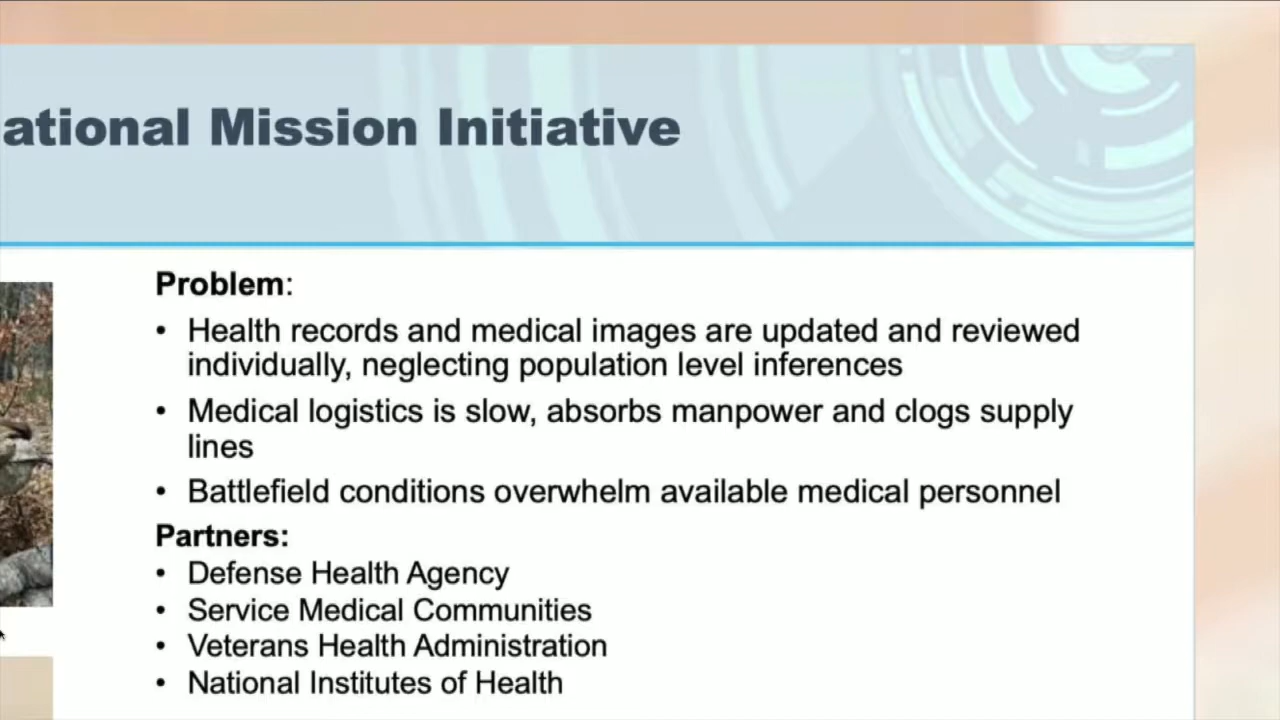 ational Mission Initiative
Problem:
• Health records and medical images are updated and reviewed
individually, neglecting population level inferences
• Medical logistics is slow, absorbs manpower and clogs supply
lines
• Battlefield conditions overwhelm available medical personnel
Partners:
• Defense Health Agency
• Service Medical Communities
• Veterans Health Administration
• National Institutes of Health